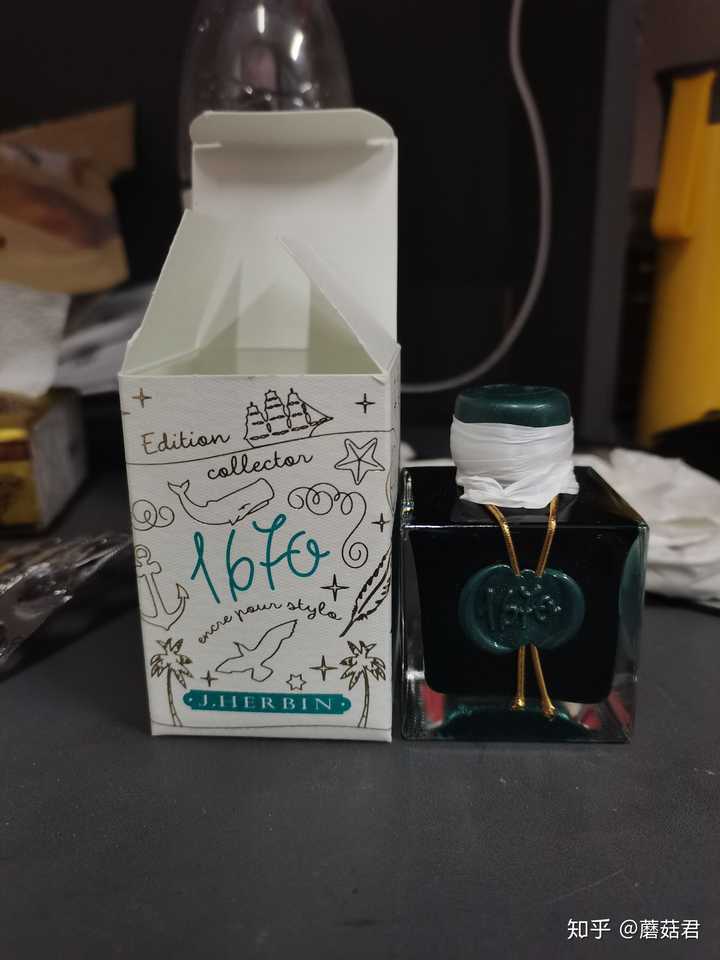 Edition
collector
1670
encre pour stylo
J.HERBIN
1670
知乎 @蘑菇君